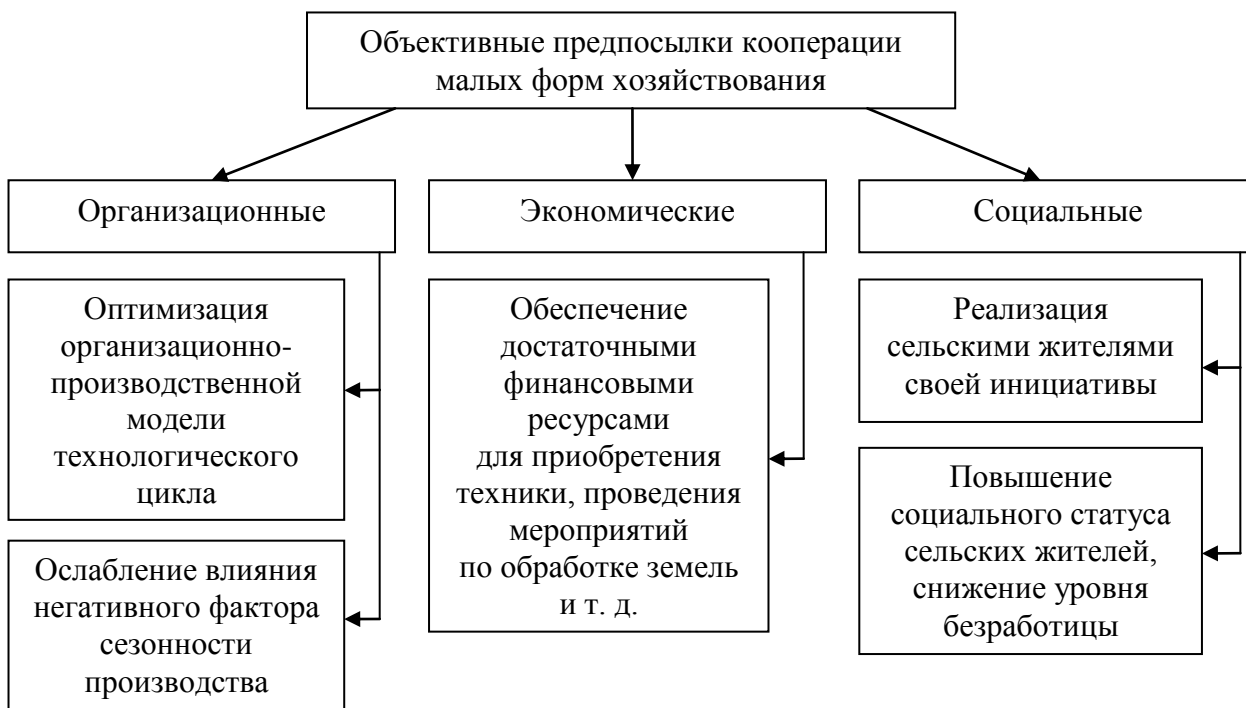 Объективные предпосылки кооперации
малых форм хозяйствования
Организационные
Экономические
Социальные
Оптимизация
организационно-
производственной
модели
технологического
цикла
Ослабление влияния
негативного фактора
сезонности
производства
Обеспечение
достаточными
финансовыми
ресурсами
для приобретения
техники, проведения
мероприятий
по обработке земель
и т. д.
Реализация
сельскими жителями
своей инициативы
Повышение
социального статуса
сельских жителей,
снижение уровня
безработицы